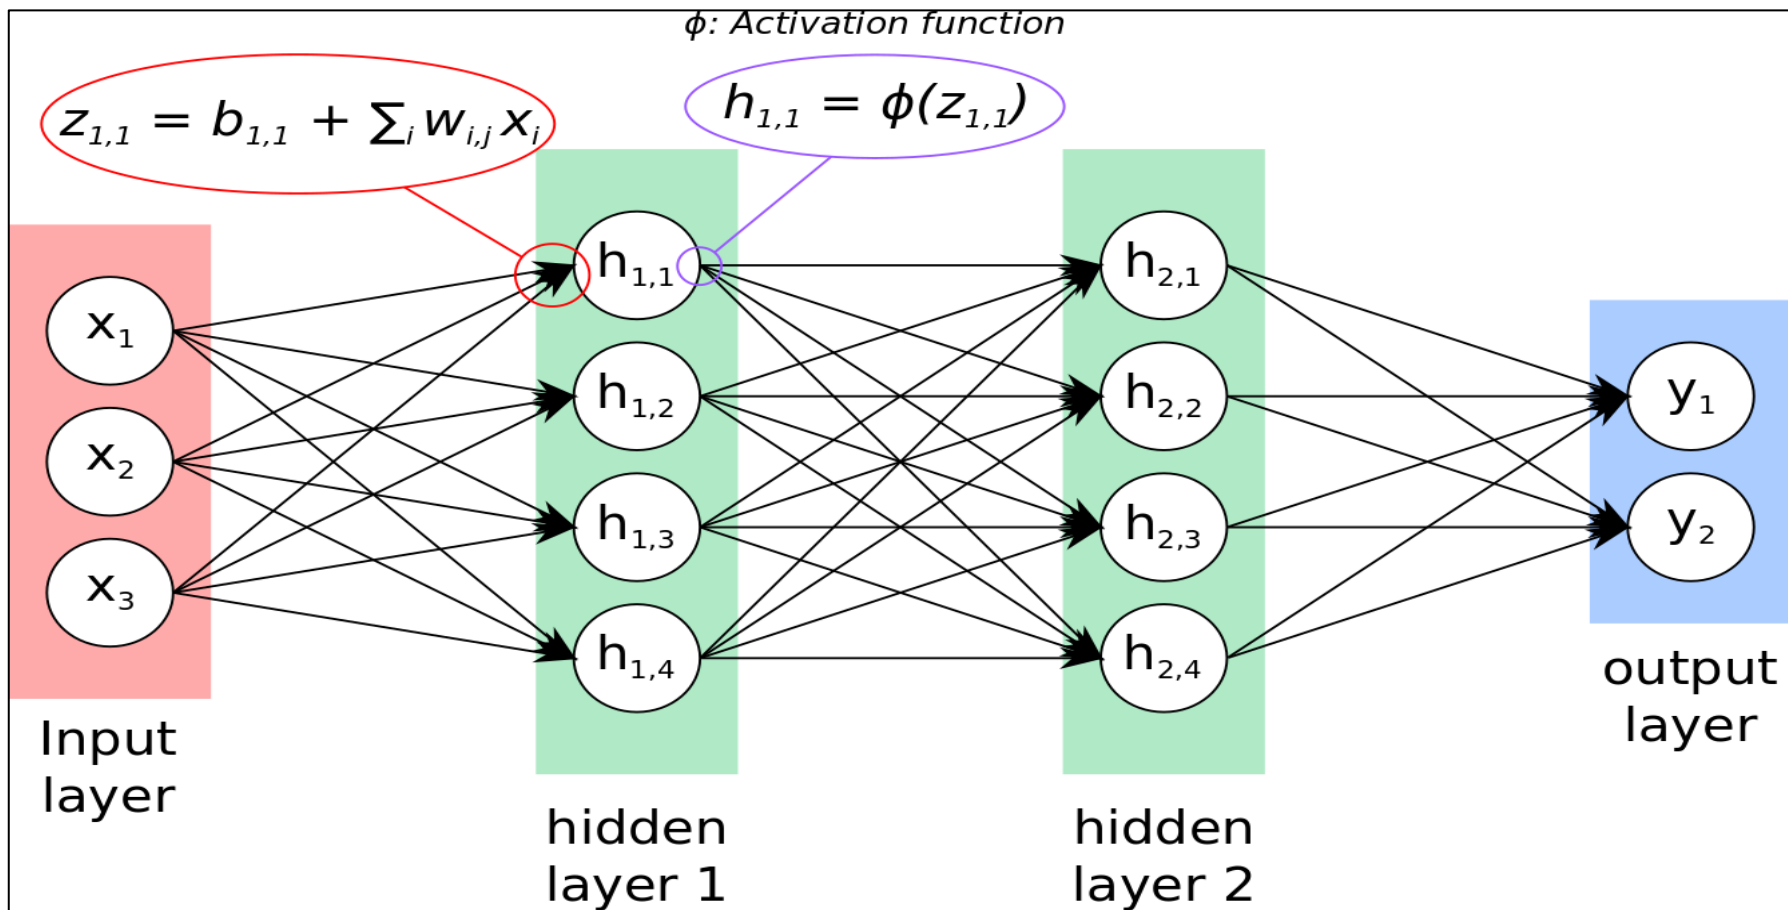 ϕ: Activation function
z₁,₁ = b₁,₁ + ∑ᵢ wᵢ,ⱼ xᵢ
h₁,₁ = ϕ(z₁,₁)
x₁
x₂
x₃
Input
layer
h₁,₁
h₁,₂
h₁,₃
h₁,₄
hidden
layer 1
h₂,₁
h₂,₂
h₂,₃
h₂,₄
hidden
layer 2
y₁
y₂
output
layer